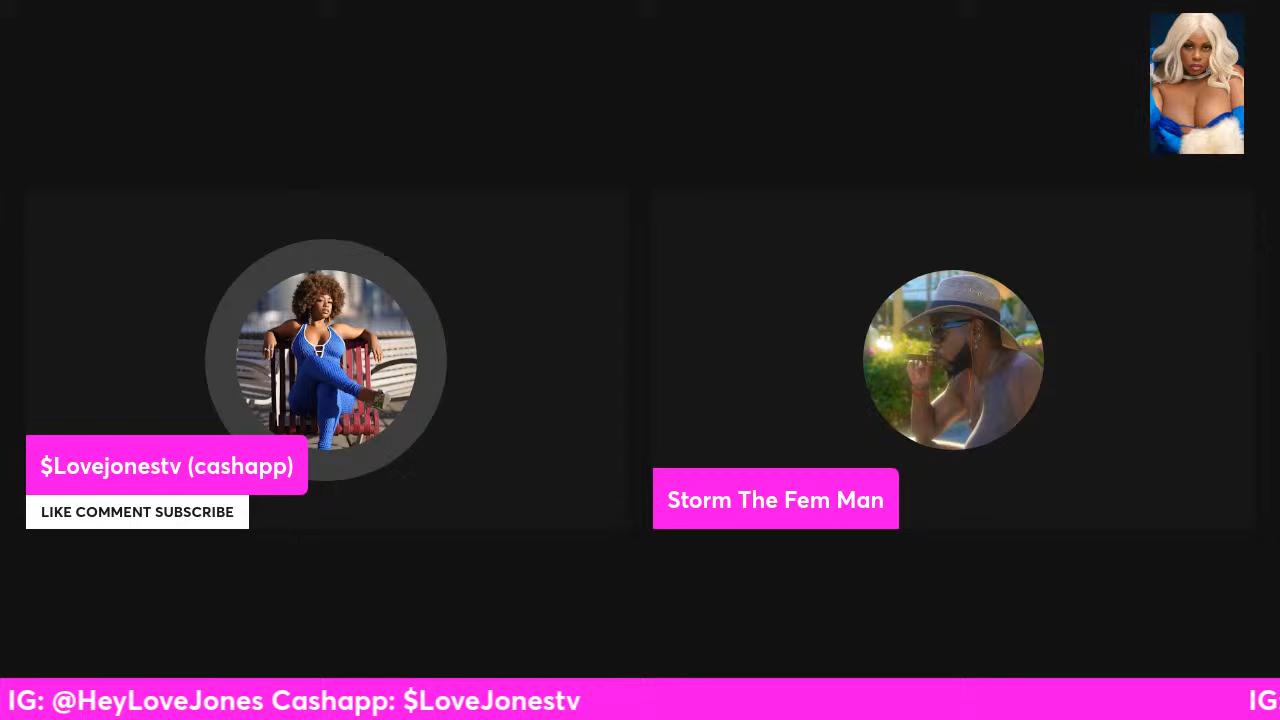 $Lovejonestv (cashapp)
LIKE COMMENT SUBSCRIBE
Storm The Fem Man
IG: @HeyLoveJones Cashapp: $LoveJonestv
IG: